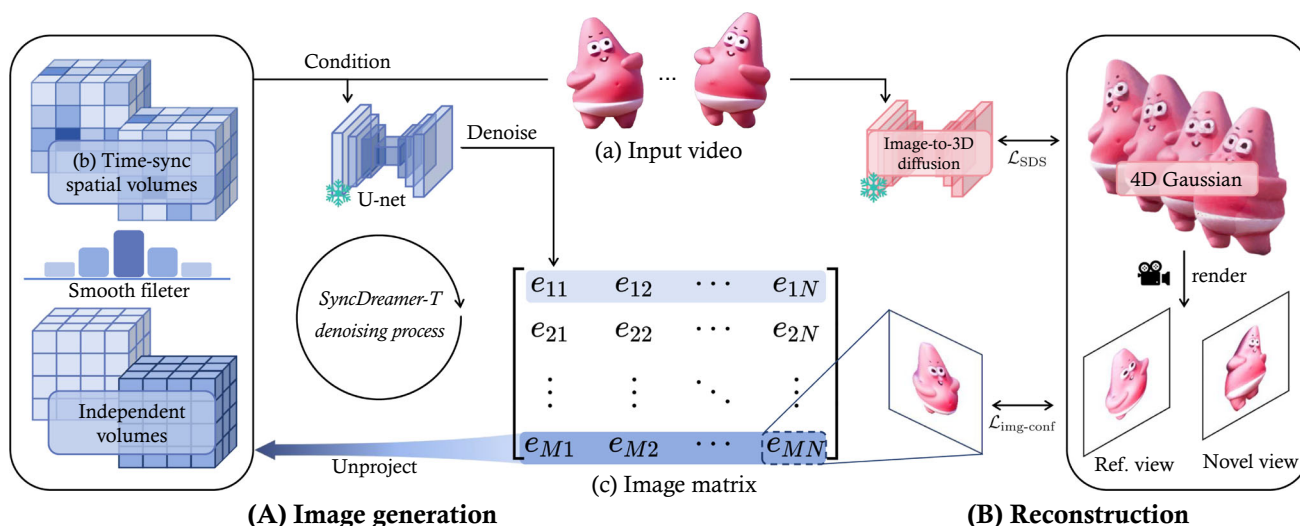 Condition
Denoise
U-net
(b) Time-sync
spatial volumes
Smooth fileter
Independent
volumes
SyncDreamer-T
denoising process
...
(a) Input video
Image-to-3D
diffusion
ℒSDS
4D Gaussian
render
e11 e12 ⋯ e1N
e21 e22 ⋯ e2N
⋮ ⋮ ⋱ ⋮
eM1 eM2 ⋯ eMN
Unproject
(c) Image matrix
ℒimg-conf
Ref. view
Novel view
(A) Image generation
(B) Reconstruction